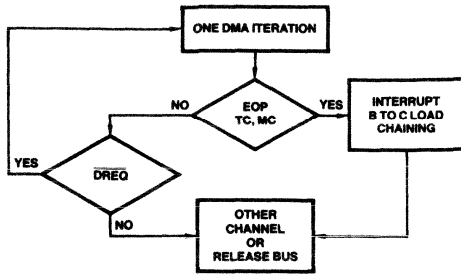 ONE DMA ITERATION
NO
EOP
TC, MC
YES
INTERRUPT
B TO C LOAD
CHAINING
YES
D̅R̅E̅Q̅
NO
OTHER
CHANNEL
OR
RELEASE BUS